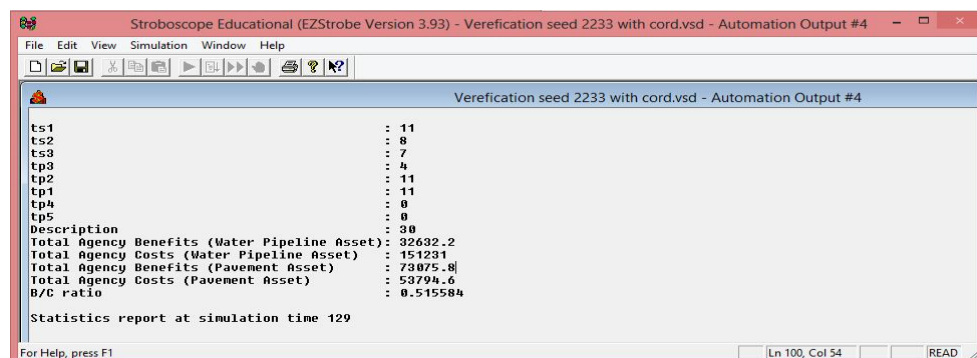 Stroboscope Educational (EZStrobe Version 3.93) - Verefication seed 2233 with cord.vsd - Automation Output #4
File Edit View Simulation Window Help
Verefication seed 2233 with cord.vsd - Automation Output #4
ts1 : 11
ts2 : 8
ts3 : 7
tp3 : 4
tp2 : 11
tp1 : 11
tp4 : 0
tp5 : 0
Description : 30
Total Agency Benefits (Water Pipeline Asset): 32632.2
Total Agency Costs (Water Pipeline Asset) : 151231
Total Agency Benefits (Pavement Asset) : 73075.8
Total Agency Costs (Pavement Asset) : 53794.6
B/C ratio : 0.515584
Statistics report at simulation time 129
For Help, press F1 Ln 100, Col 54 READ